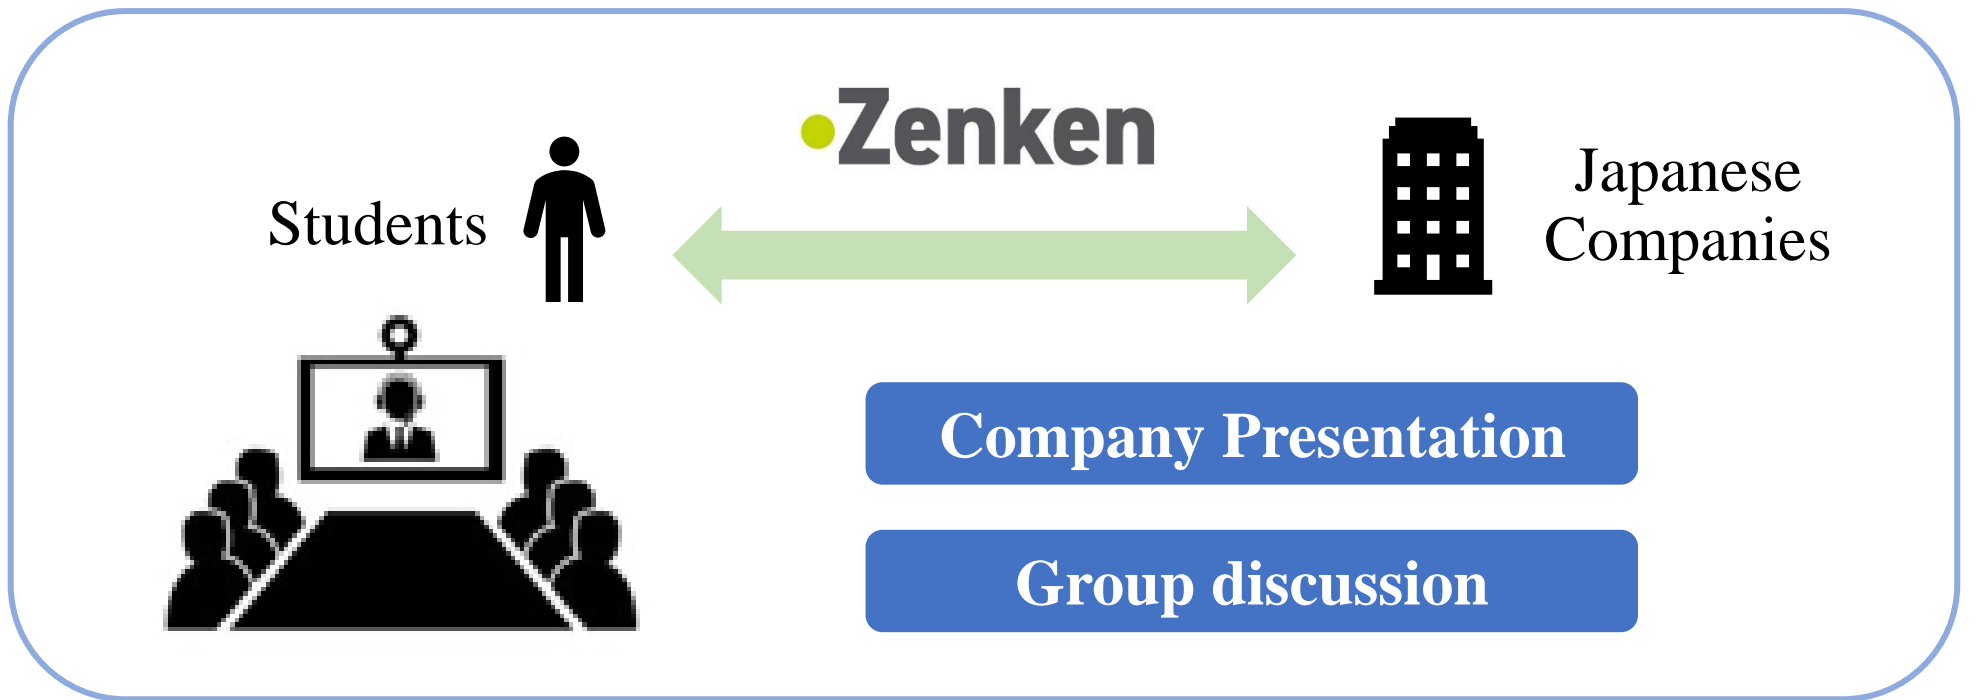 Zenken
Students
Japanese
Companies
Company Presentation
Group discussion